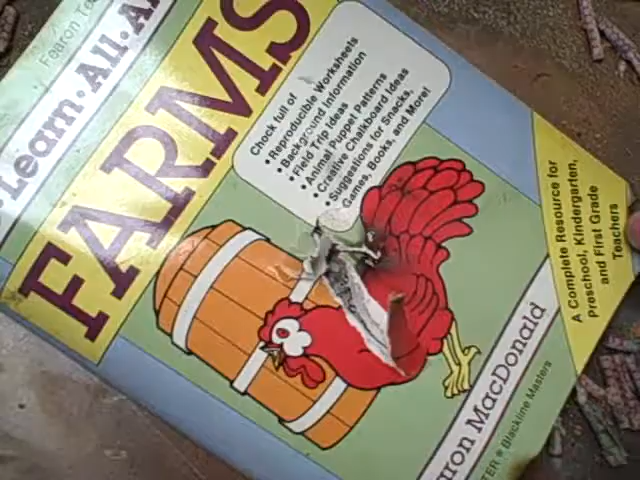 Fearon
Learn·All·A
FARMS
Chock full of
• Reproducible Worksheets
• Background Information
• Field Trip Ideas
• Animal Puppet Patterns
• Creative Chalkboard Ideas
• Suggestions for Snacks,
Games, Books, and More!
A Complete Resource for
Preschool, Kindergarten,
and First Grade
Teachers
ron MacDonald
TER ® Blackline Masters